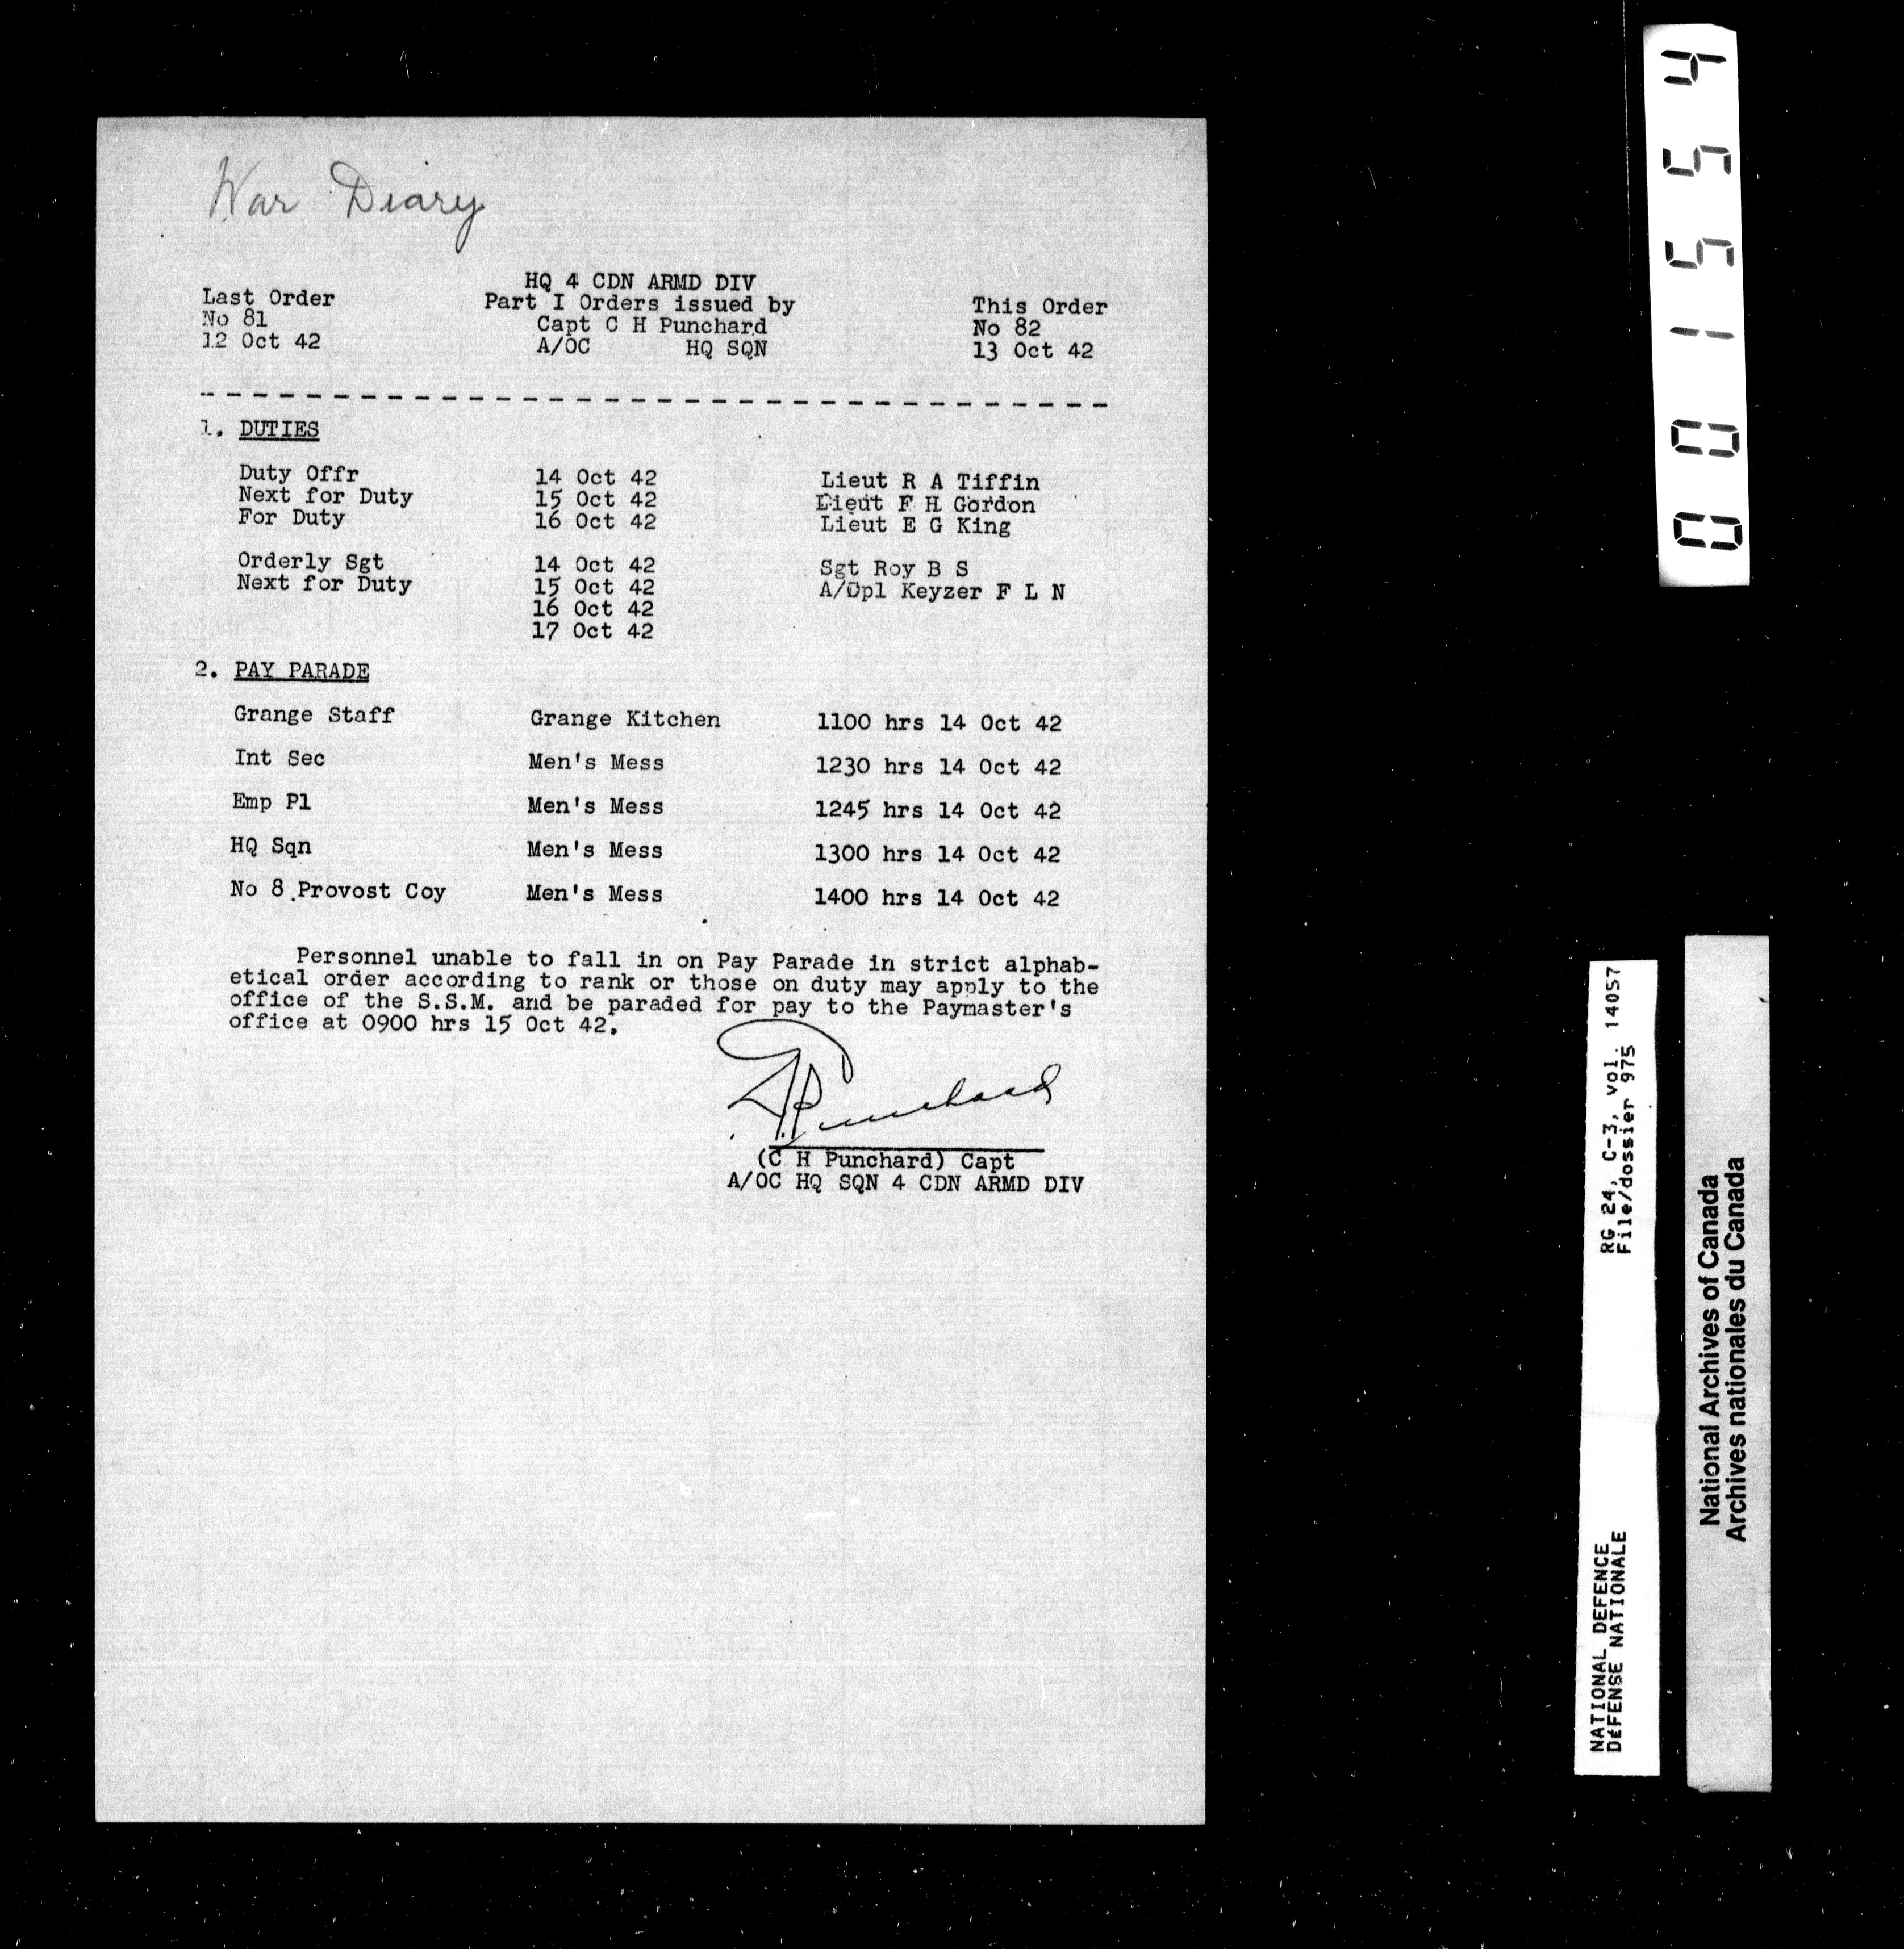 War Diary
HQ 4 CDN ARMD DIV
Last Order Part I Orders issued by This Order
No 81 Capt C H Punchard No 82
12 Oct 42 A/OC HQ SQN 13 Oct 42
1. DUTIES
Duty Offr 14 Oct 42 Lieut R A Tiffin
Next for Duty 15 Oct 42 Lieut F H Gordon
For Duty 16 Oct 42 Lieut E G King
Orderly Sgt 14 Oct 42 Sgt Roy B S
Next for Duty 15 Oct 42 A/Cpl Keyzer F L N
16 Oct 42
17 Oct 42
2. PAY PARADE
Grange Staff Grange Kitchen 1100 hrs 14 Oct 42
Int Sec Men's Mess 1230 hrs 14 Oct 42
Emp Pl Men's Mess 1245 hrs 14 Oct 42
HQ Sqn Men's Mess 1300 hrs 14 Oct 42
No 8 Provost Coy Men's Mess 1400 hrs 14 Oct 42
Personnel unable to fall in on Pay Parade in strict alphab-
etical order according to rank or those on duty may apply to the
office of the S.S.M. and be paraded for pay to the Paymaster's
office at 0900 hrs 15 Oct 42.
Punchard
(C H Punchard) Capt
A/OC HQ SQN 4 CDN ARMD DIV
001554
NATIONAL DEFENCE RG 24, C-3, vol. 14057
DéFENSE NATIONALE File/dossier 975
National Archives of Canada
Archives nationales du Canada